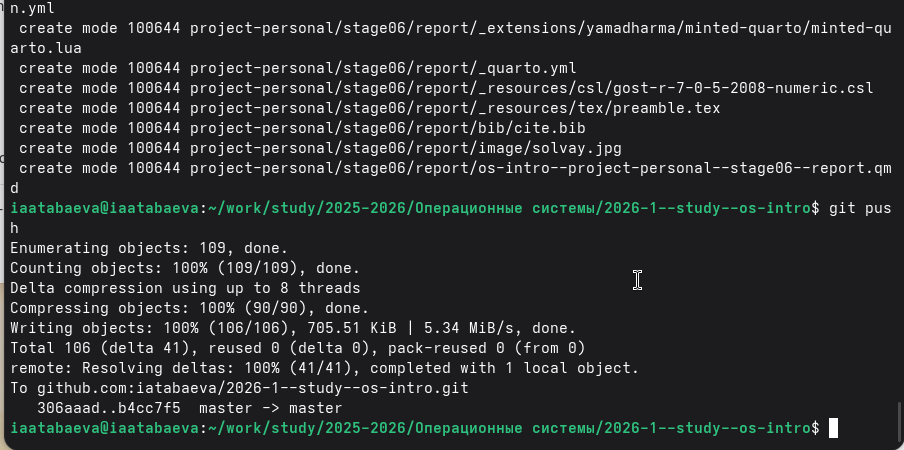 n.yml
 create mode 100644 project-personal/stage06/report/_extensions/yamadharma/minted-quarto/minted-qu
arto.lua
 create mode 100644 project-personal/stage06/report/_quarto.yml
 create mode 100644 project-personal/stage06/report/_resources/csl/gost-r-7-0-5-2008-numeric.csl
 create mode 100644 project-personal/stage06/report/_resources/tex/preamble.tex
 create mode 100644 project-personal/stage06/report/bib/cite.bib
 create mode 100644 project-personal/stage06/report/image/solvay.jpg
 create mode 100644 project-personal/stage06/report/os-intro--project-personal--stage06--report.qm
d
iaatabaeva@iaatabaeva:~/work/study/2025-2026/Операционные системы/2026-1--study--os-intro$ git pus
h
Enumerating objects: 109, done.
Counting objects: 100% (109/109), done.
Delta compression using up to 8 threads
Compressing objects: 100% (90/90), done.
Writing objects: 100% (106/106), 705.51 KiB | 5.34 MiB/s, done.
Total 106 (delta 41), reused 0 (delta 0), pack-reused 0 (from 0)
remote: Resolving deltas: 100% (41/41), completed with 1 local object.
To github.com:iatabaeva/2026-1--study--os-intro.git
   306aaad..b4cc7f5  master -> master
iaatabaeva@iaatabaeva:~/work/study/2025-2026/Операционные системы/2026-1--study--os-intro$